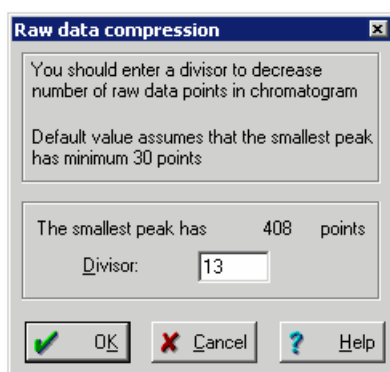 Raw data compression
You should enter a divisor to decrease
number of raw data points in chromatogram
Default value assumes that the smallest peak
has minimum 30 points
The smallest peak has 408 points
Divisor: 13
OK Cancel ? Help